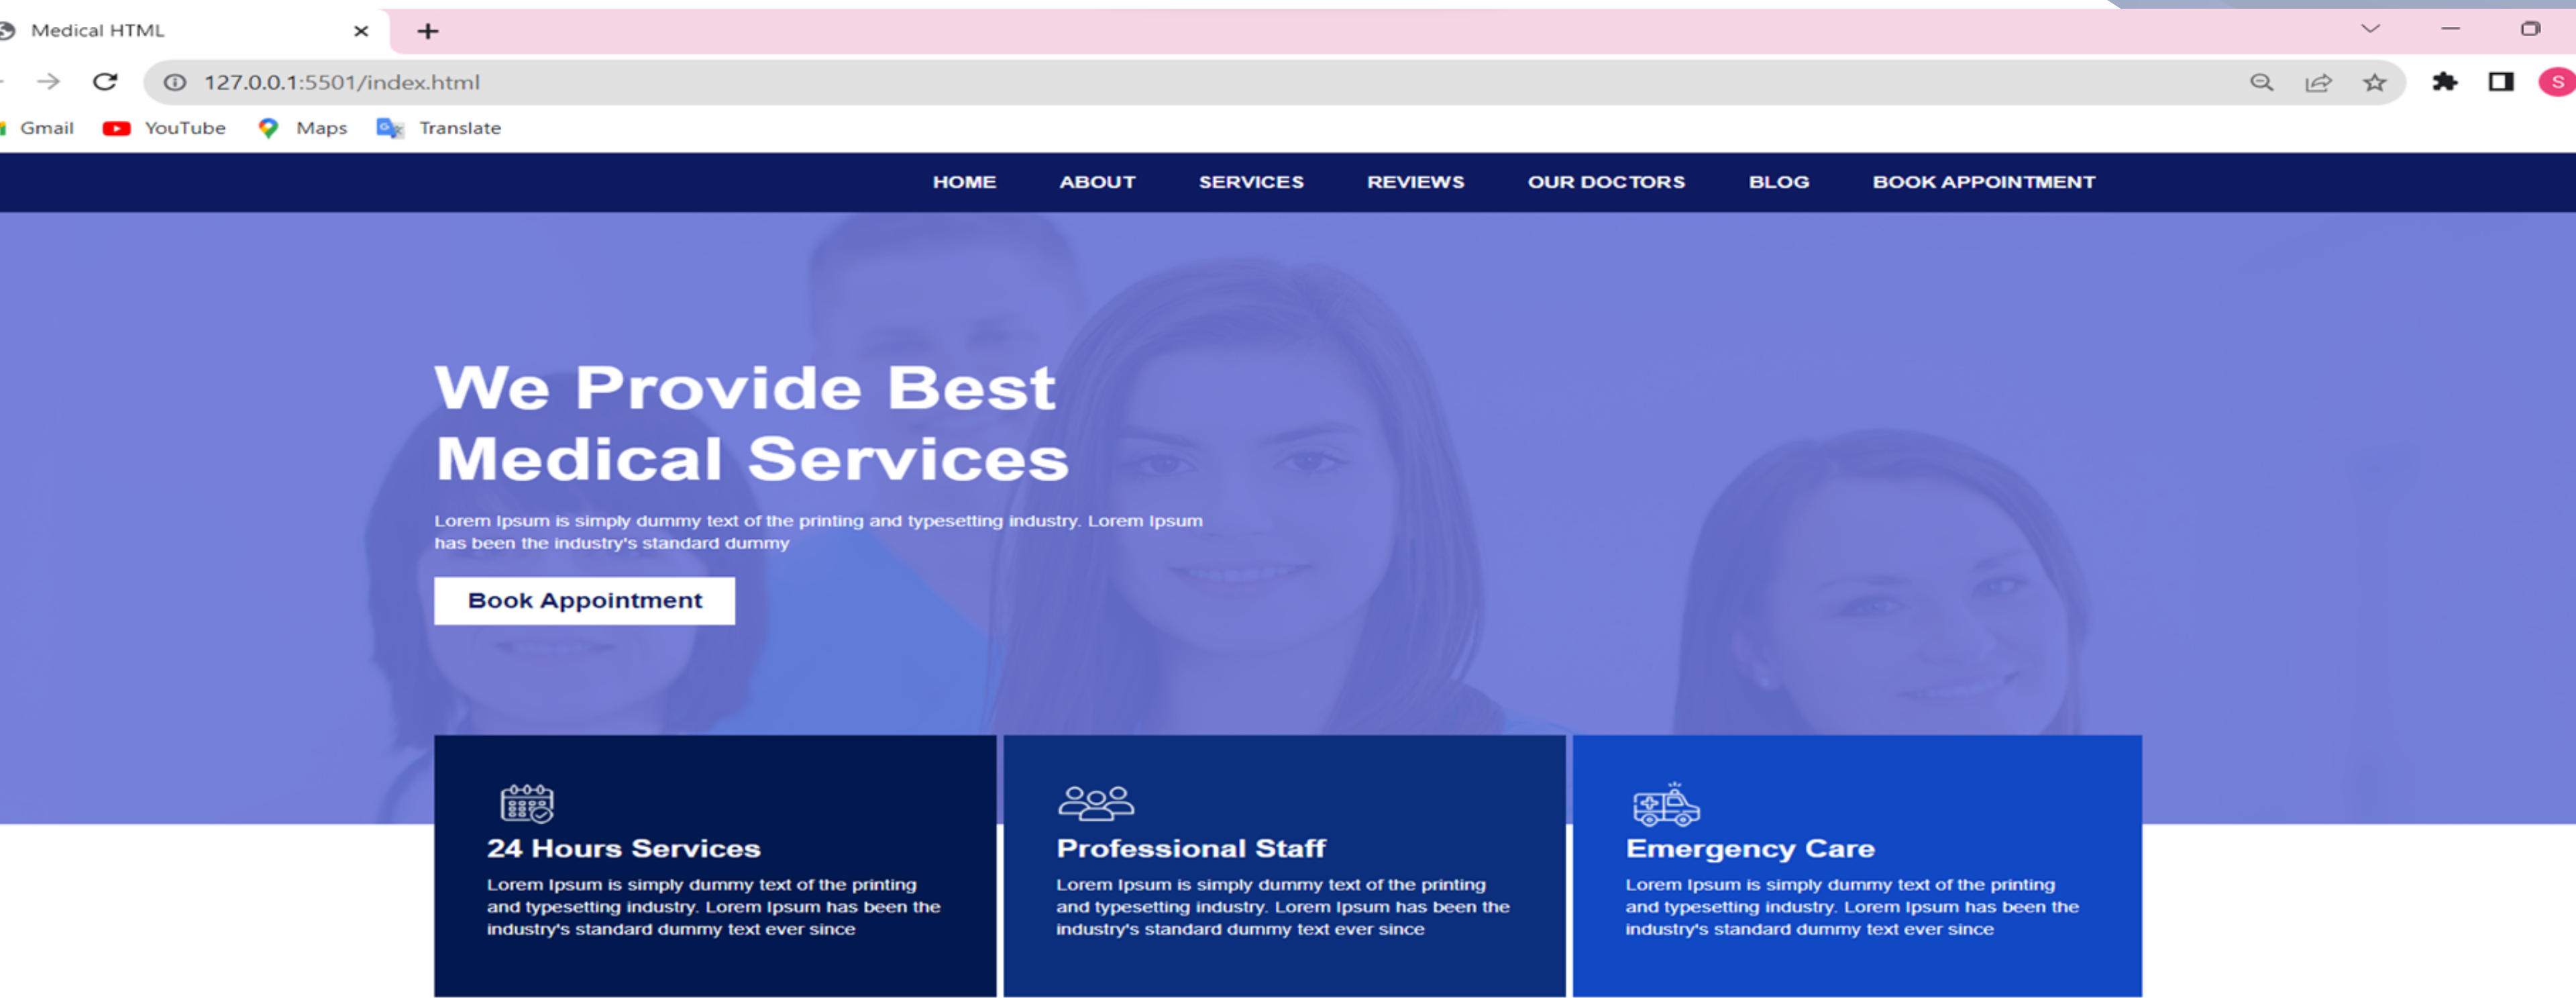 Medical HTML
127.0.0.1:5501/index.html
S
Gmail YouTube Maps Translate
HOME ABOUT SERVICES REVIEWS OUR DOCTORS BLOG BOOK APPOINTMENT
We Provide Best
Medical Services
Lorem Ipsum is simply dummy text of the printing and typesetting industry. Lorem Ipsum
has been the industry's standard dummy
Book Appointment
24 Hours Services
Lorem Ipsum is simply dummy text of the printing
and typesetting industry. Lorem Ipsum has been the
industry's standard dummy text ever since
Professional Staff
Lorem Ipsum is simply dummy text of the printing
and typesetting industry. Lorem Ipsum has been the
industry's standard dummy text ever since
Emergency Care
Lorem Ipsum is simply dummy text of the printing
and typesetting industry. Lorem Ipsum has been the
industry's standard dummy text ever since